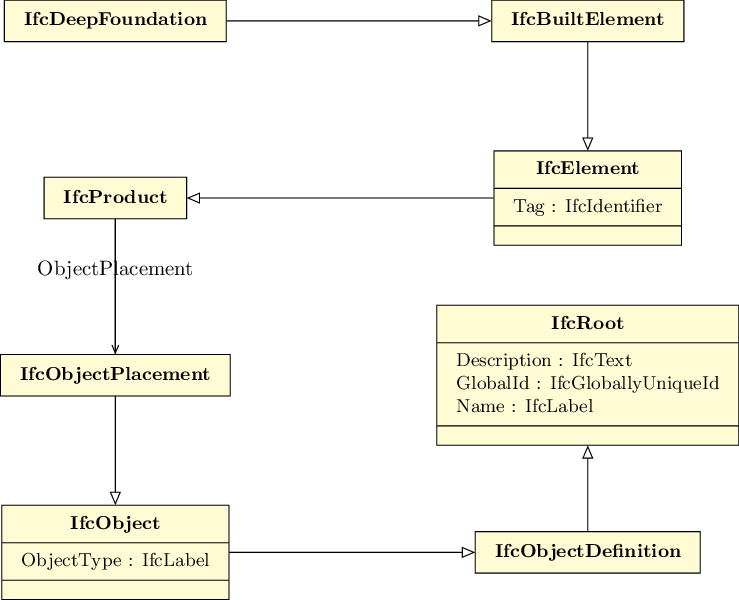 IfcDeepFoundation
IfcBuiltElement
IfcElement
Tag : IfcIdentifier
IfcProduct
ObjectPlacement
IfcRoot
Description : IfcText
GlobalId : IfcGloballyUniqueId
Name : IfcLabel
IfcObjectPlacement
IfcObject
ObjectType : IfcLabel
IfcObjectDefinition